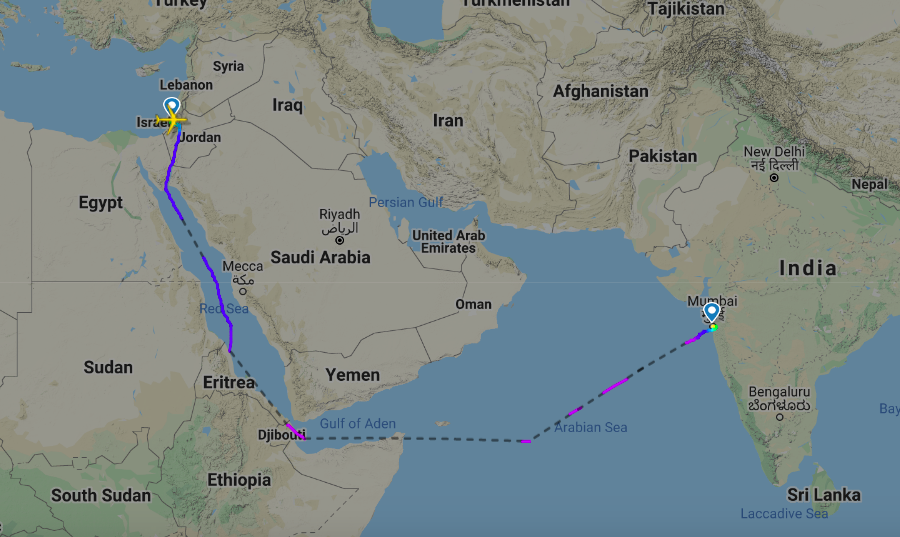 Turkey
Turkmenistan
Tajikistan
Syria
Lebanon
Afghanistan
Iraq
Iran
Israel
Jordan
Pakistan
New Delhi
नई दिल्ली
Nepal
Egypt
Persian Gulf
Riyadh
الرياض
United Arab
Emirates
Saudi Arabia
Mecca
مكة
India
Oman
Mumbai
Red Sea
Sudan
Eritrea
Yemen
Bengaluru
ಬೆಂಗಳೂರು
Gulf of Aden
Arabian Sea
Djibouti
Bay
Ethiopia
South Sudan
Sri Lanka
Laccadive Sea